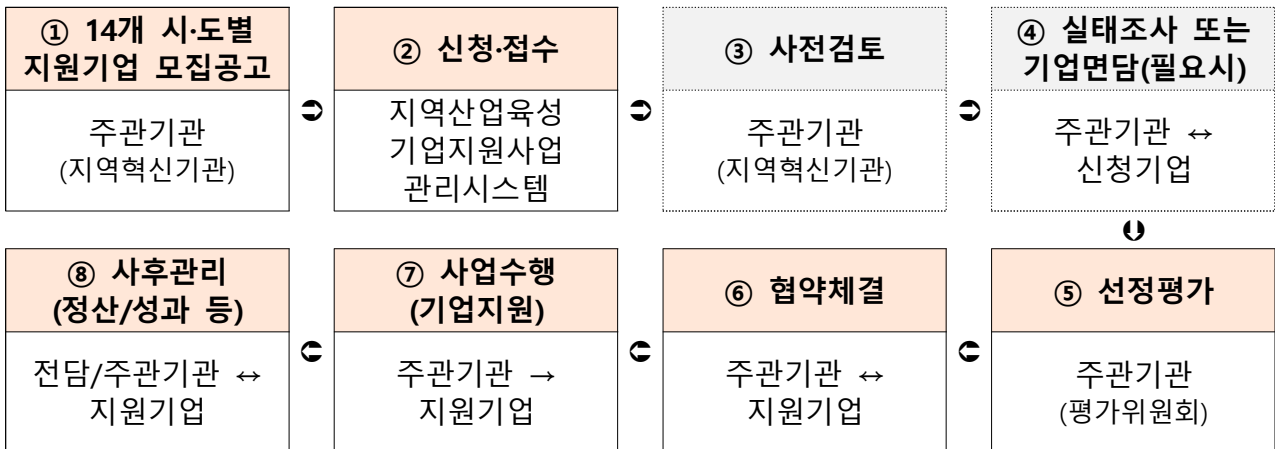 ① 14개 시·도별
지원기업 모집공고
주관기관
(지역혁신기관)
➲
② 신청·접수
지역산업육성
기업지원사업
관리시스템
➲
③ 사전검토
주관기관
(지역혁신기관)
➲
④ 실태조사 또는
기업면담(필요시)
주관기관 ↔
신청기업
⑧ 사후관리
(정산/성과 등)
전담/주관기관 ↔
지원기업
⑦ 사업수행
(기업지원)
주관기관 →
지원기업
⑥ 협약체결
주관기관 ↔
지원기업
⑤ 선정평가
주관기관
(평가위원회)